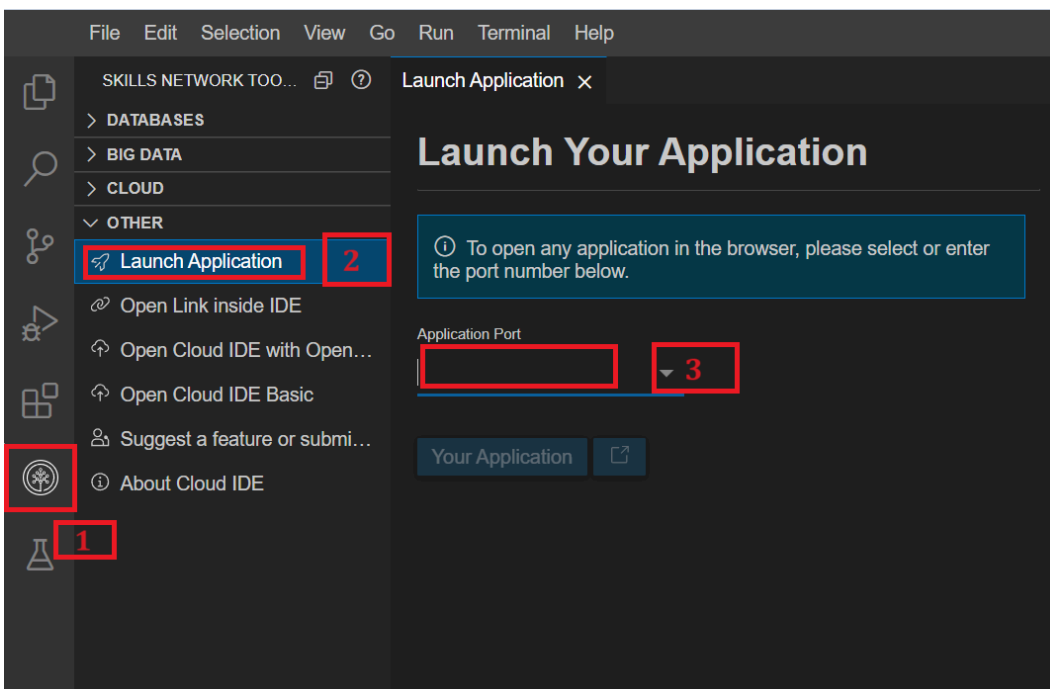 File Edit Selection View Go Run Terminal Help
SKILLS NETWORK TOO...
DATABASES
BIG DATA
CLOUD
OTHER
Launch Application
2
Open Link inside IDE
Open Cloud IDE with Open...
Open Cloud IDE Basic
Suggest a feature or submi...
About Cloud IDE
1
Launch Application
Launch Your Application
To open any application in the browser, please select or enter
the port number below.
Application Port
3
Your Application